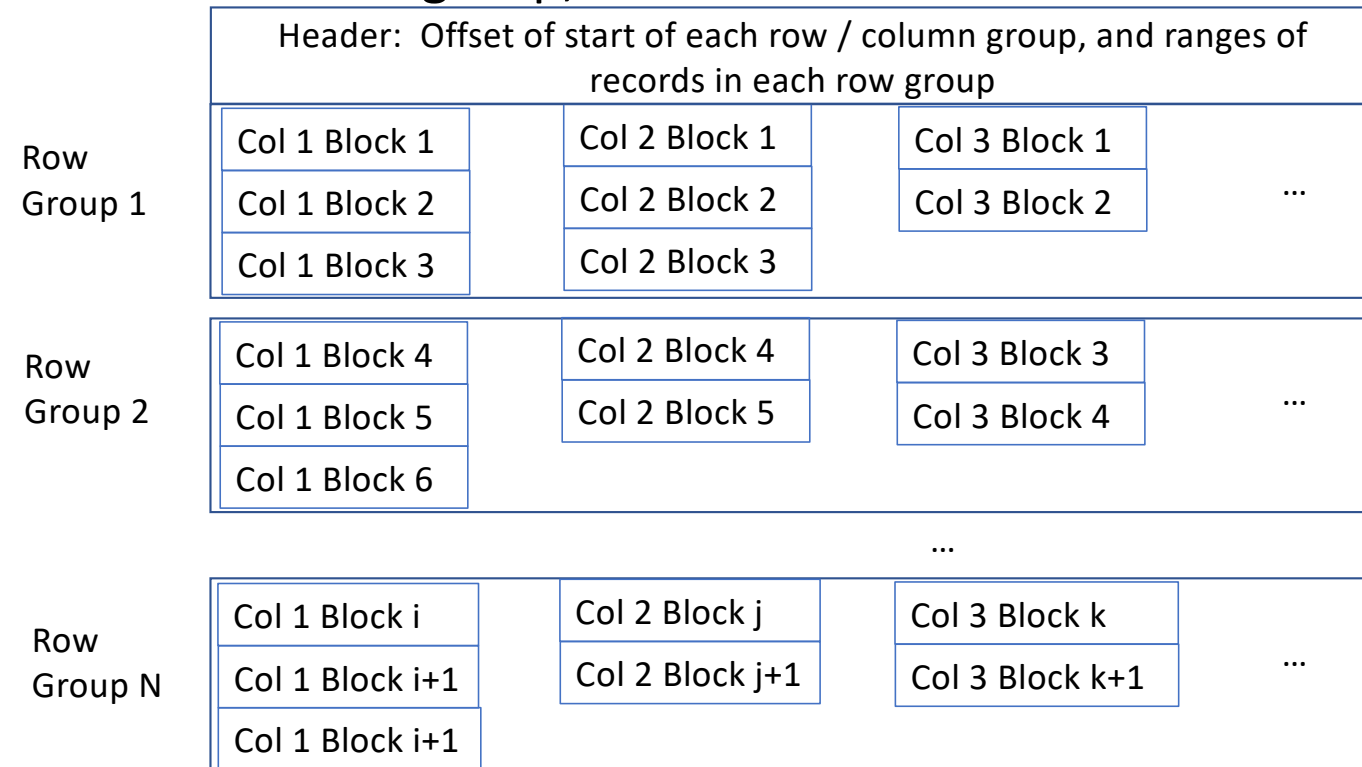 Header: Offset of start of each row / column group, and ranges of
records in each row group
Row
Group 1
Col 1 Block 1
Col 1 Block 2
Col 1 Block 3
Col 2 Block 1
Col 2 Block 2
Col 2 Block 3
Col 3 Block 1
Col 3 Block 2
...
Row
Group 2
Col 1 Block 4
Col 1 Block 5
Col 1 Block 6
Col 2 Block 4
Col 2 Block 5
Col 3 Block 3
Col 3 Block 4
...
...
Row
Group N
Col 1 Block i
Col 1 Block i+1
Col 1 Block i+1
Col 2 Block j
Col 2 Block j+1
Col 3 Block k
Col 3 Block k+1
...